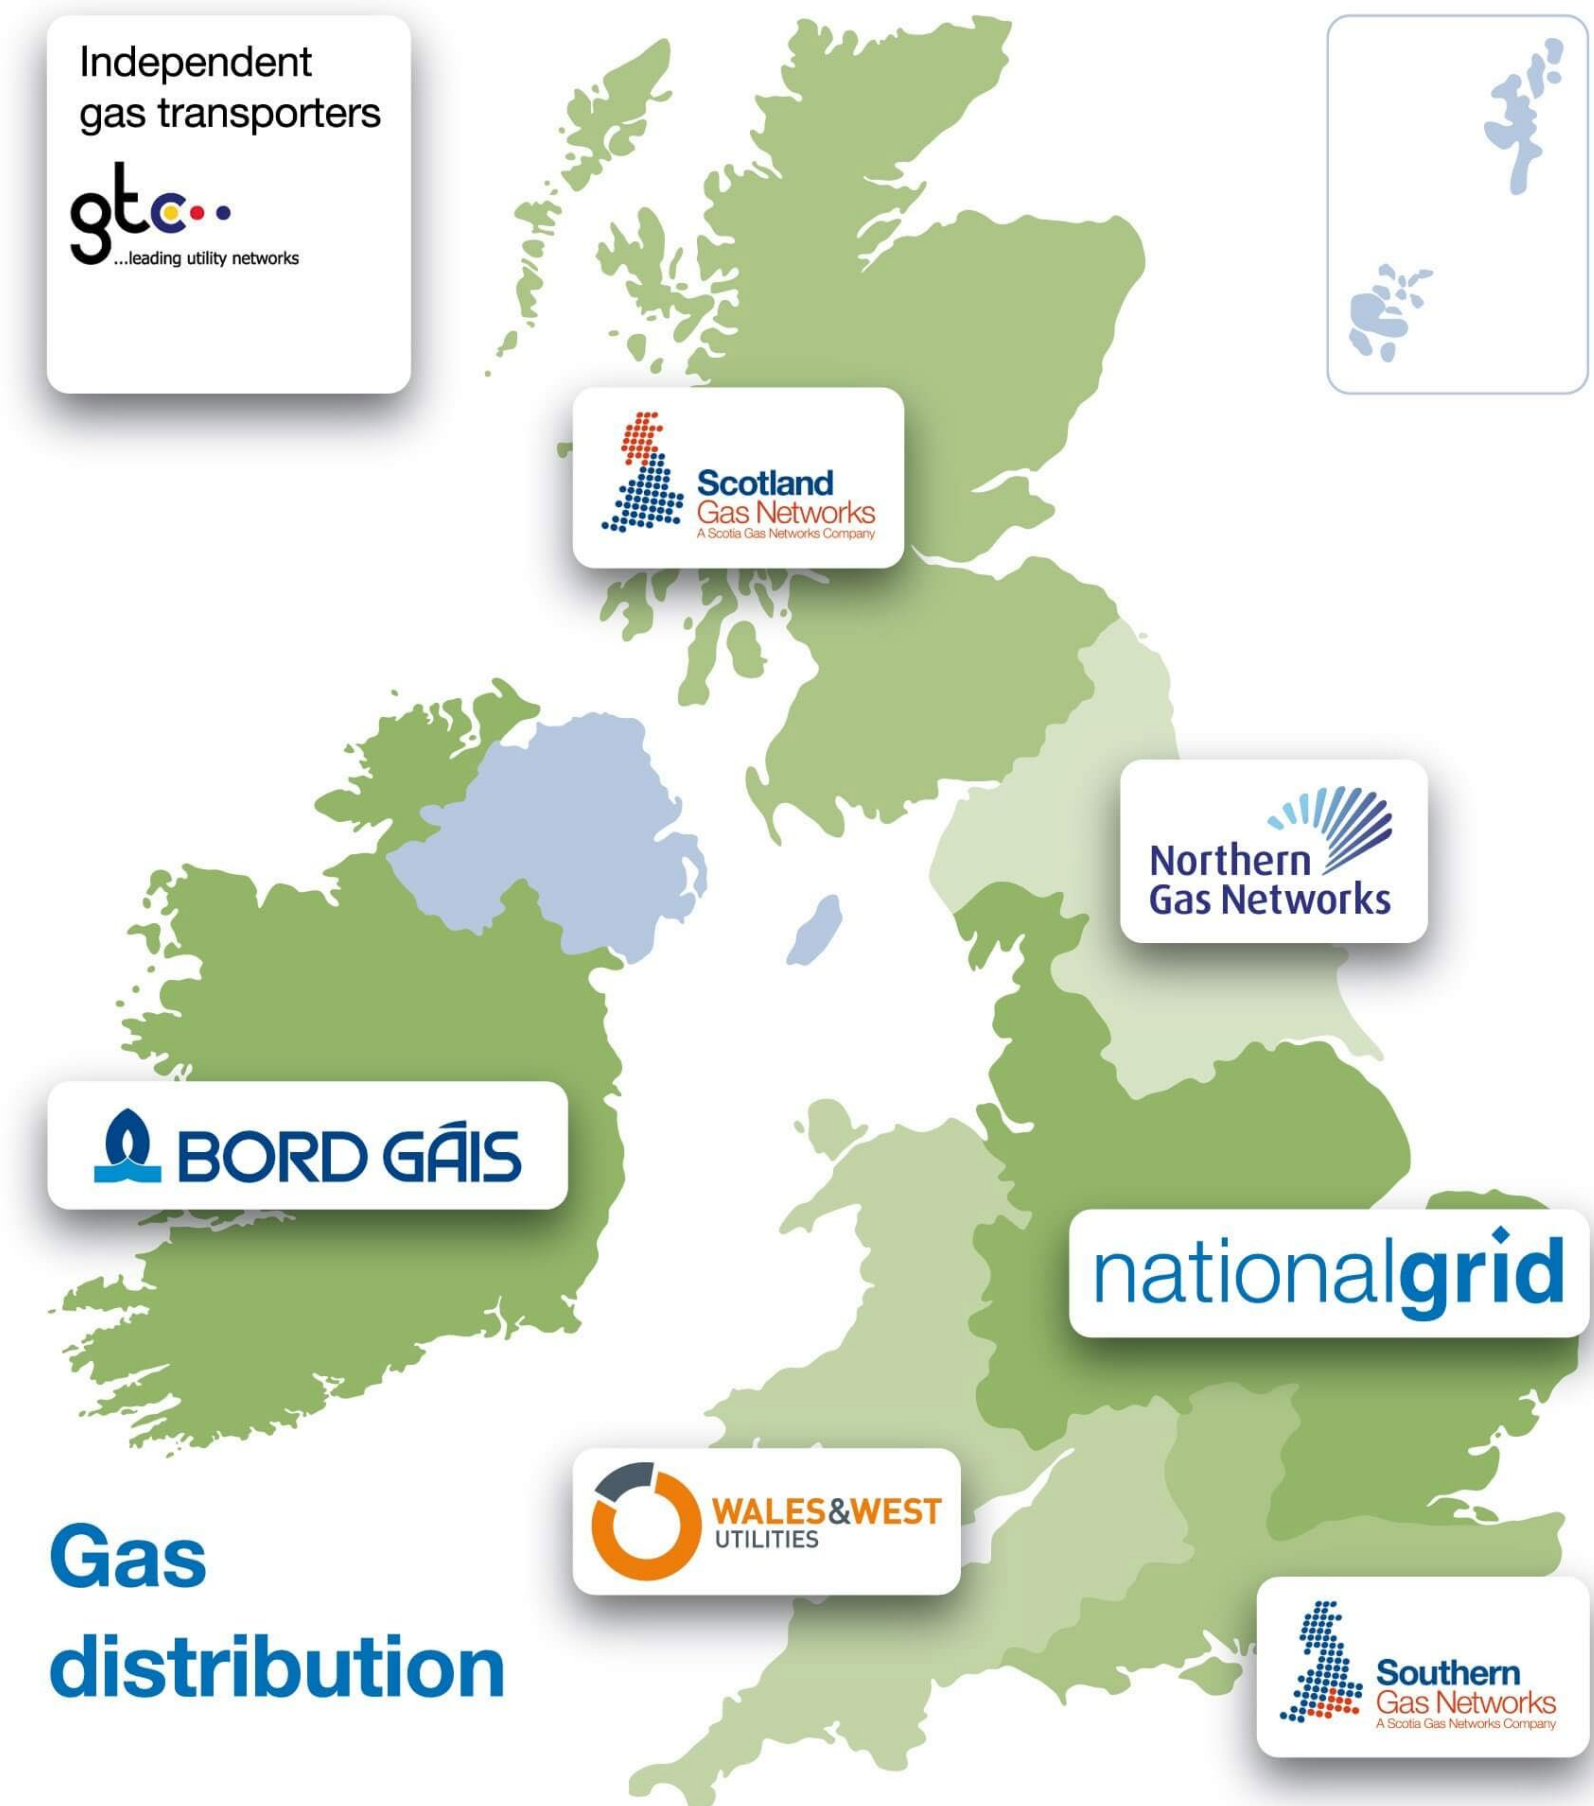 Independent
gas transporters
gtc
...leading utility networks
Scotland
Gas Networks
A Scotia Gas Networks Company
Northern
Gas Networks
BORD GÁIS
nationalgrid
WALES&WEST
UTILITIES
Gas
distribution
Southern
Gas Networks
A Scotia Gas Networks Company